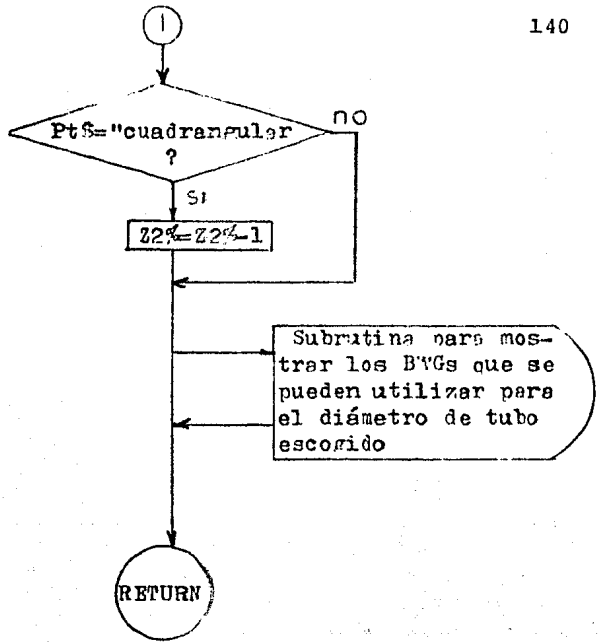 140
1
Pt$="cuadrangular
?
no
Si
Z2%=Z2%-1
Subrutina para mos-
trar los BWGs que se
pueden utilizar para
el diámetro de tubo
escogido
RETURN